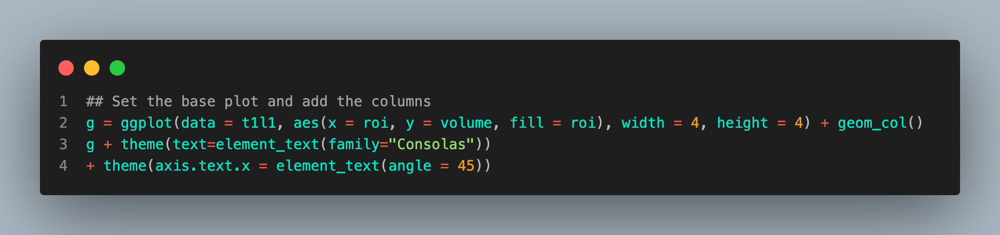 1 ## Set the base plot and add the columns
2 g = ggplot(data = t1l1, aes(x = roi, y = volume, fill = roi), width = 4, height = 4) + geom_col()
3 g + theme(text=element_text(family="Consolas"))
4 + theme(axis.text.x = element_text(angle = 45))